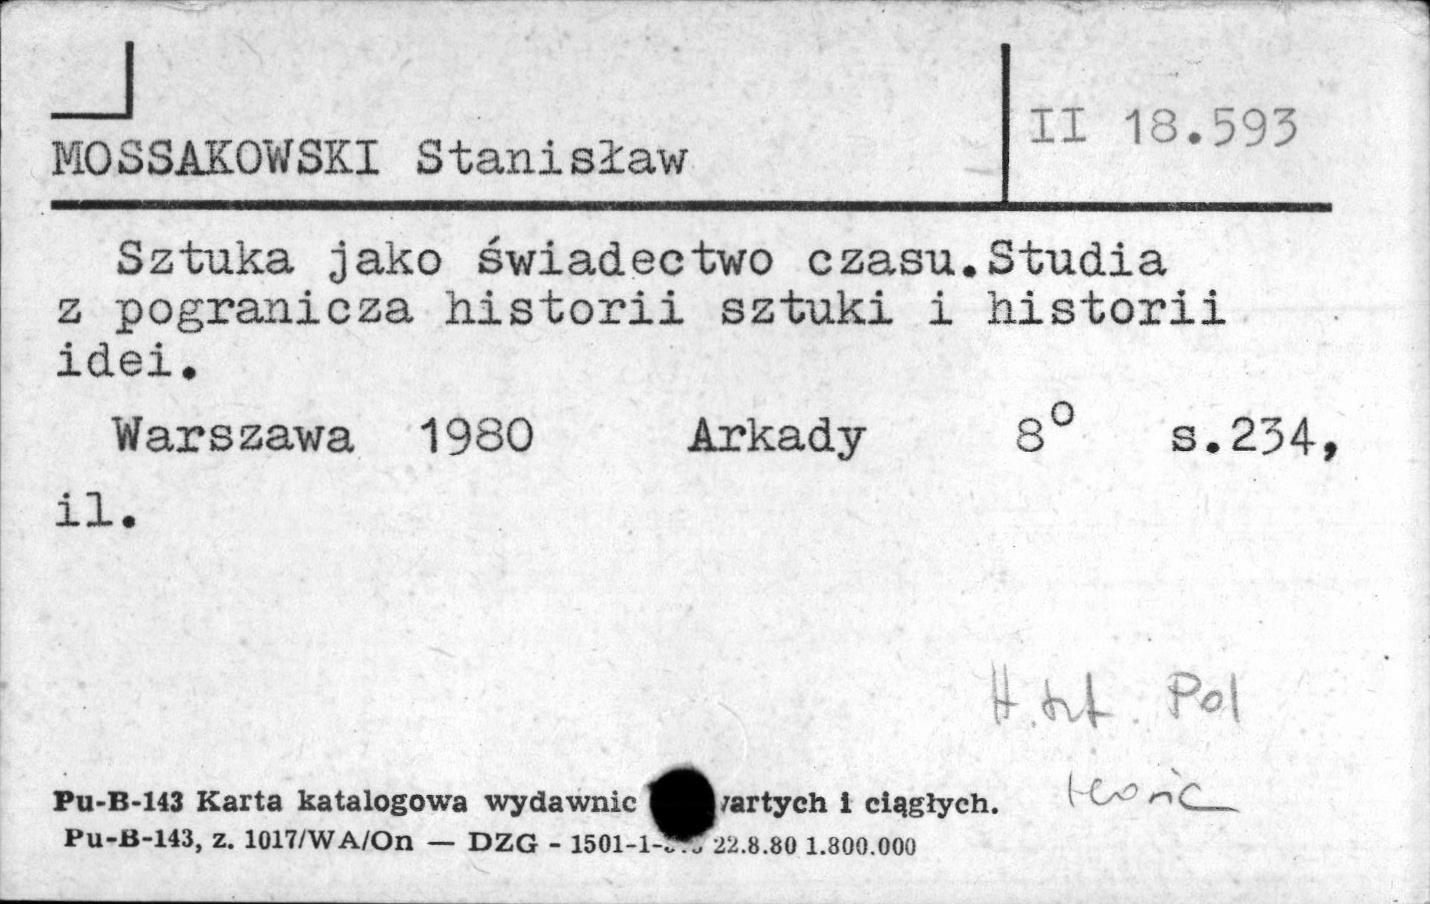 II 18.593
MOSSAKOWSKI Stanisław
Sztuka jako świadectwo czasu.Studia
z pogranicza historii sztuki i historii
idei.
Warszawa 1980 Arkady 8° s.234,
il.
H. szt. Pol
Pu-B-143 Karta katalogowa wydawnic wartych i ciągłych.
Pu-B-143, z. 1017/WA/On — DZG - 1501-1- 22.8.80 1.800.000